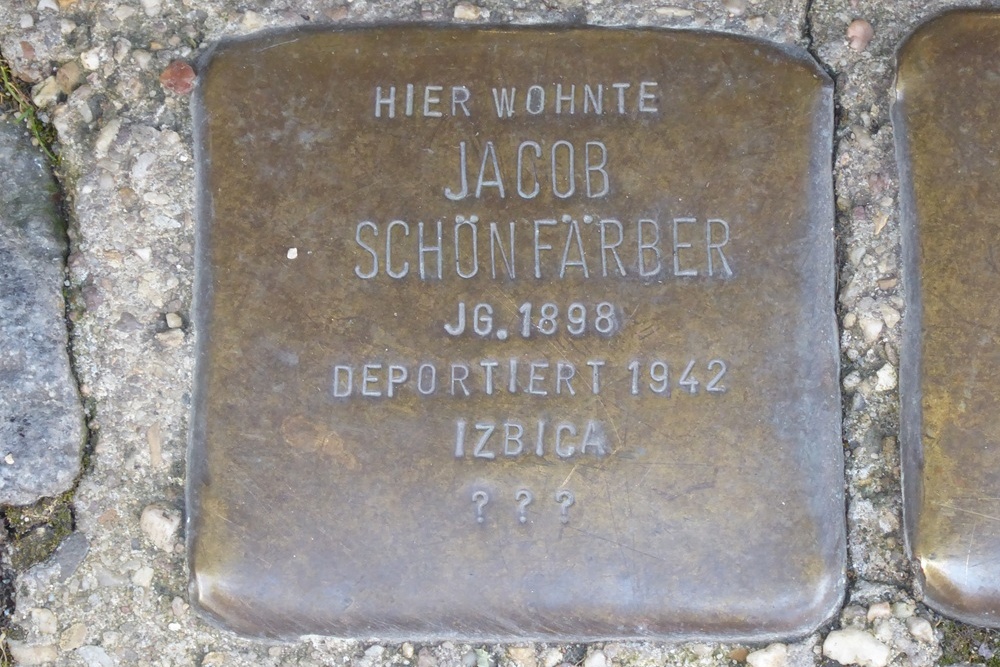 HIER WOHNTE
JACOB
SCHÖNFÄRBER
JG. 1898
DEPORTIERT 1942
IZBICA
? ? ?